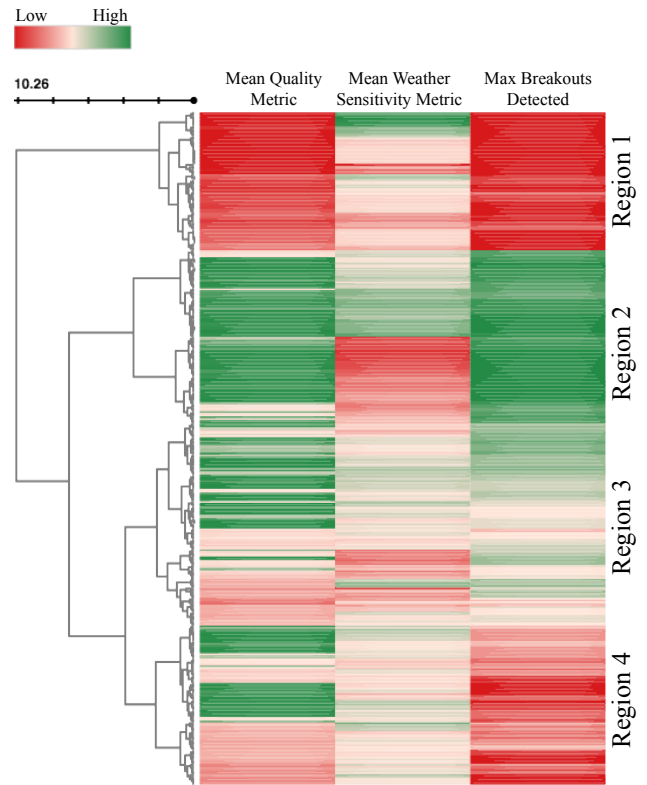 Low High
10.26
Mean Quality
Metric
Mean Weather
Sensitivity Metric
Max Breakouts
Detected
Region 1
Region 2
Region 3
Region 4